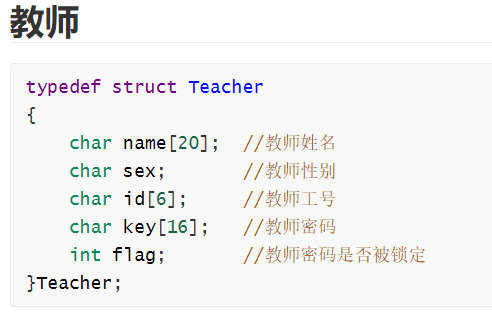 教师
typedef struct Teacher
{
    char name[20];  //教师姓名
    char sex;       //教师性别
    char id[6];     //教师工号
    char key[16];   //教师密码
    int flag;       //教师密码是否被锁定
}Teacher;